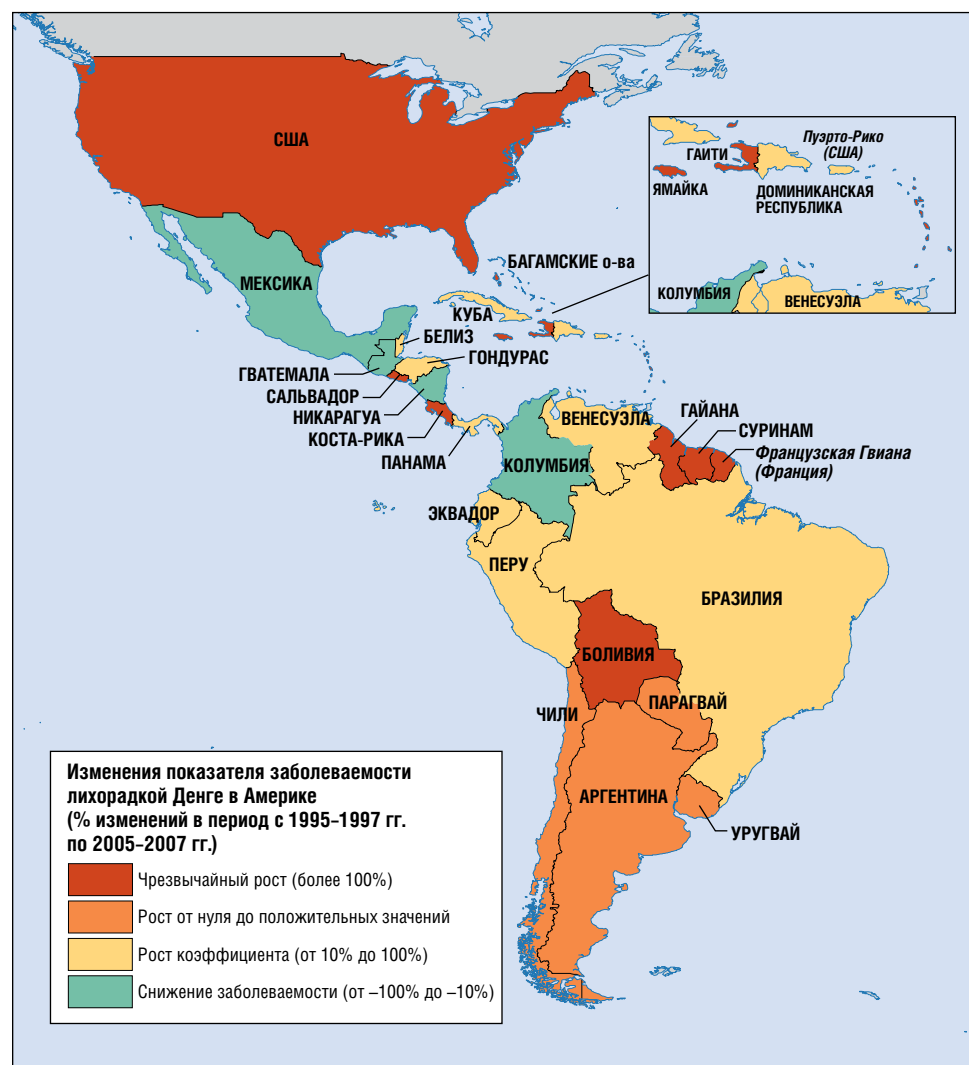 США
Пуэрто-Рико
(США)
ГАИТИ
ЯМАЙКА
ДОМИНИКАНСКАЯ
РЕСПУБЛИКА
КОЛУМБИЯ
ВЕНЕСУЭЛА
БАГАМСКИЕ о-ва
МЕКСИКА
КУБА
БЕЛИЗ
ГОНДУРАС
ГВАТЕМАЛА
САЛЬВАДОР
НИКАРАГУА
КОСТА-РИКА
ПАНАМА
ВЕНЕСУЭЛА
ГАЙАНА
СУРИНАМ
Французская Гвиана
(Франция)
КОЛУМБИЯ
ЭКВАДОР
ПЕРУ
БРАЗИЛИЯ
БОЛИВИЯ
ПАРАГВАЙ
ЧИЛИ
АРГЕНТИНА
УРУГВАЙ
Изменения показателя заболеваемости
лихорадкой Денге в Америке
(% изменений в период с 1995–1997 гг.
по 2005–2007 гг.)
Чрезвычайный рост (более 100%)
Рост от нуля до положительных значений
Рост коэффициента (от 10% до 100%)
Снижение заболеваемости (от –100% до –10%)